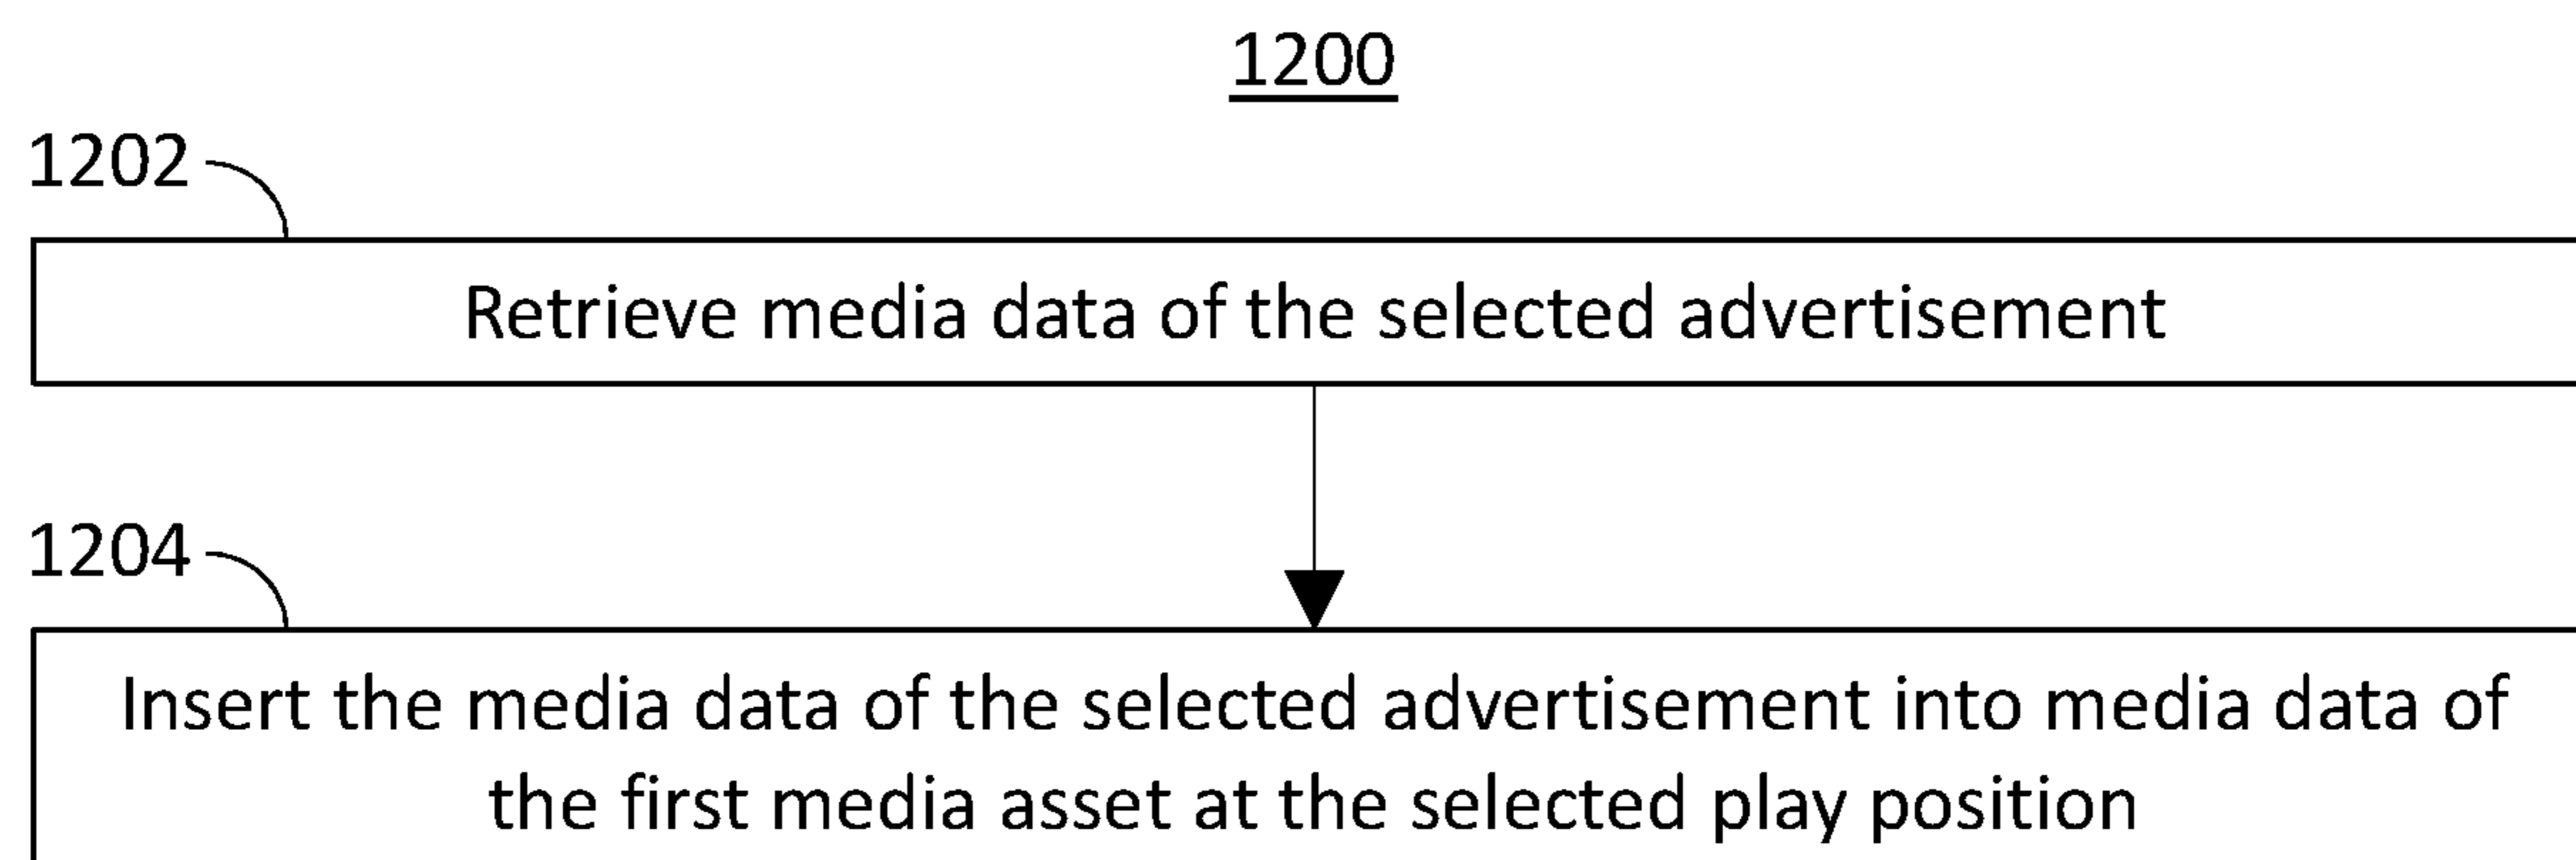 1200
1202
Retrieve media data of the selected advertisement
1204
Insert the media data of the selected advertisement into media data of
the first media asset at the selected play position